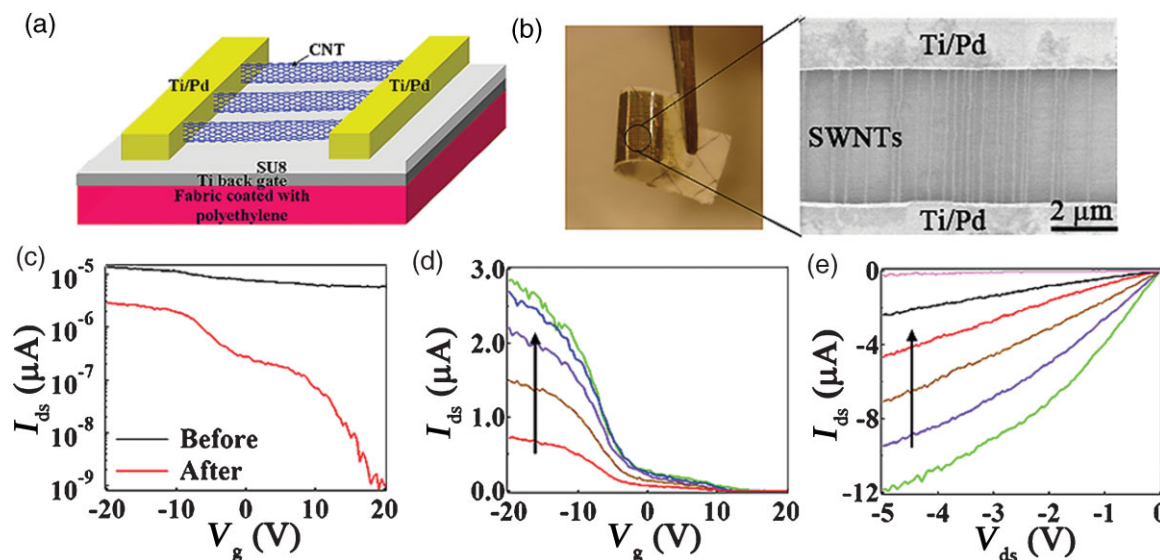 (a)
CNT
Ti/Pd
Ti/Pd
SU8
Ti back gate
Fabric coated with
polyethylene
(b)
Ti/Pd
SWNTs
Ti/Pd
2 μm
(c)
10⁻⁵
10⁻⁶
10⁻⁷
10⁻⁸
10⁻⁹
I_ds (μA)
Before
After
-20 -10 0 10 20
V_g (V)
(d)
3.0
2.0
1.0
0.0
I_ds (μA)
-20 -10 0 10 20
V_g (V)
(e)
0
-4
-8
-12
I_ds (μA)
-5 -4 -3 -2 -1 0
V_ds (V)